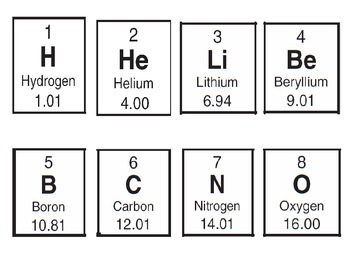 1
H
Hydrogen
1.01
2
He
Helium
4.00
3
Li
Lithium
6.94
4
Be
Beryllium
9.01
5
B
Boron
10.81
6
C
Carbon
12.01
7
N
Nitrogen
14.01
8
O
Oxygen
16.00